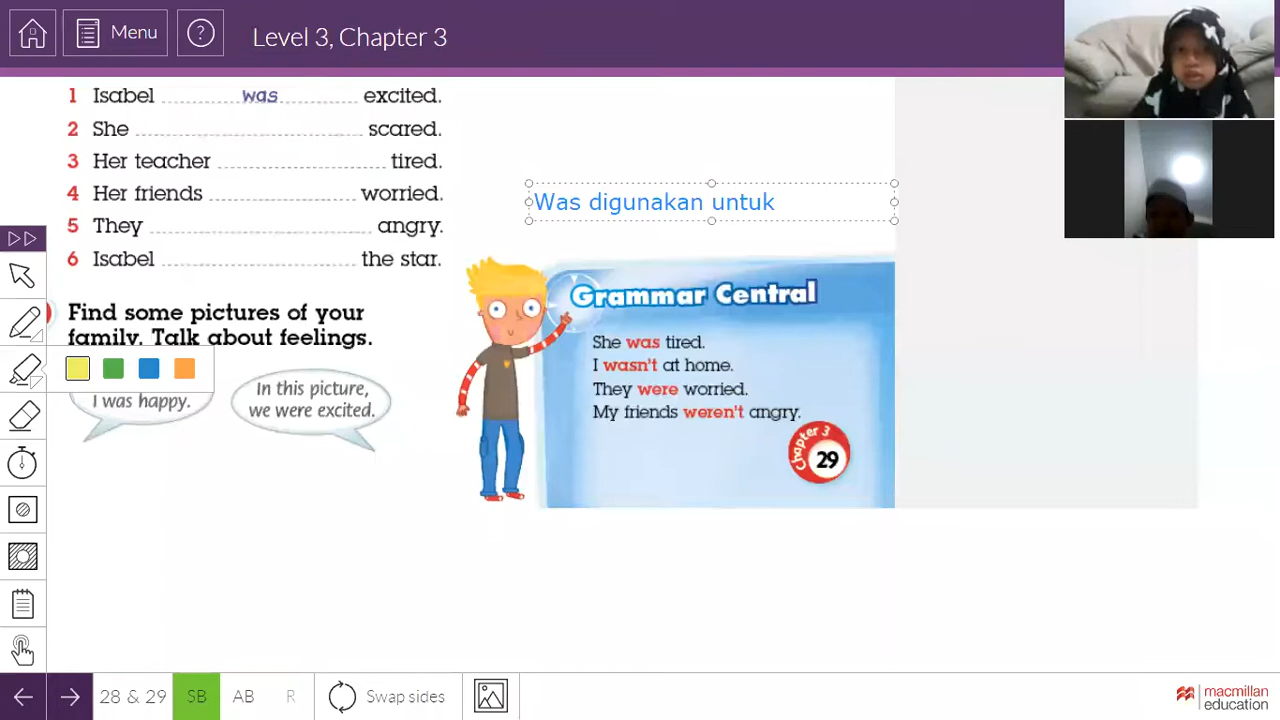 Menu
?
Level 3, Chapter 3
1 Isabel was excited.
2 She scared.
3 Her teacher tired.
4 Her friends worried.
5 They angry.
6 Isabel the star.
Find some pictures of your
family. Talk about feelings.
I was happy.
In this picture,
we were excited.
Was digunakan untuk
Grammar Central
She was tired.
I wasn't at home.
They were worried.
My friends weren't angry.
Chapter 3
29
28 & 29
SB
AB
R
Swap sides
macmillan
education